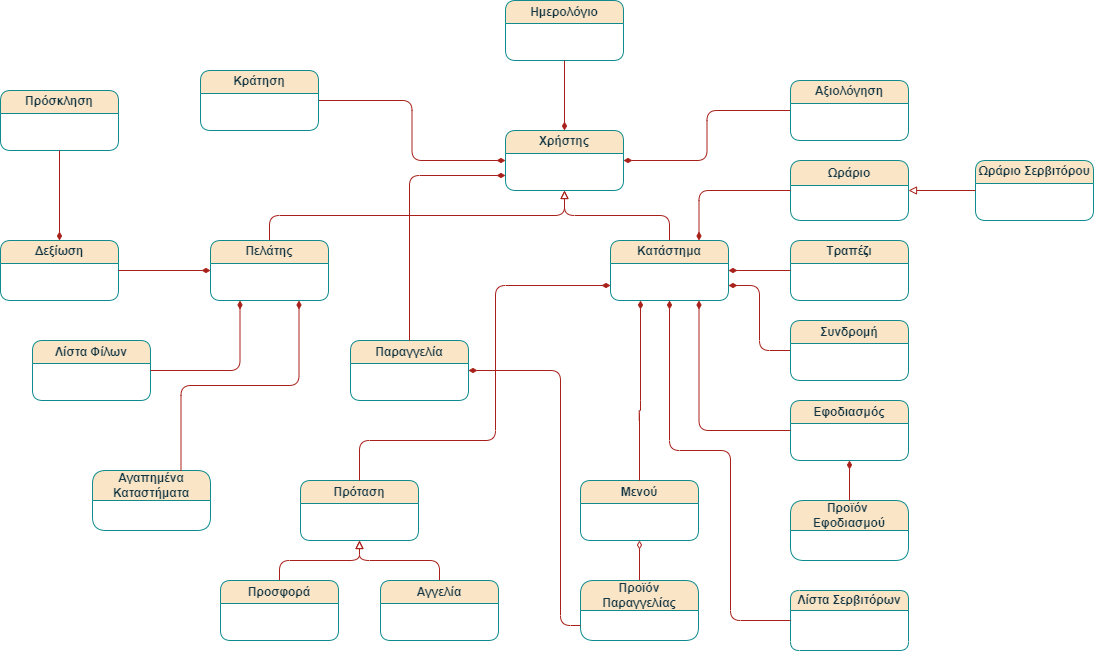 Ημερολόγιο
Κράτηση
Αξιολόγηση
Πρόσκληση
Χρήστης
Ωράριο
Ωράριο Σερβιτόρου
Δεξίωση
Πελάτης
Κατάστημα
Τραπέζι
Συνδρομή
Λίστα Φίλων
Παραγγελία
Εφοδιασμός
Αγαπημένα
Καταστήματα
Πρόταση
Μενού
Προϊόν
Εφοδιασμού
Προσφορά
Αγγελία
Προϊόν
Παραγγελίας
Λίστα Σερβιτόρων